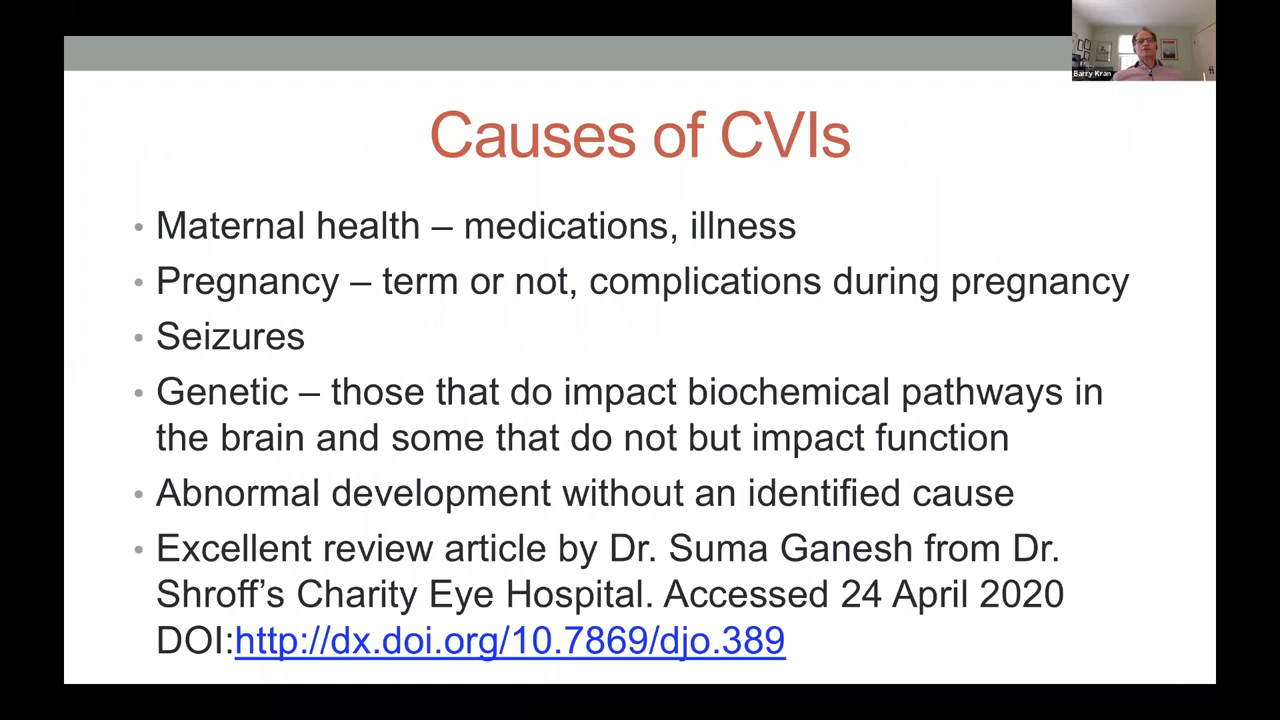 Barry Kran
Causes of CVIs
• Maternal health – medications, illness
• Pregnancy – term or not, complications during pregnancy
• Seizures
• Genetic – those that do impact biochemical pathways in
the brain and some that do not but impact function
• Abnormal development without an identified cause
• Excellent review article by Dr. Suma Ganesh from Dr.
Shroff’s Charity Eye Hospital. Accessed 24 April 2020
DOI:http://dx.doi.org/10.7869/djo.389